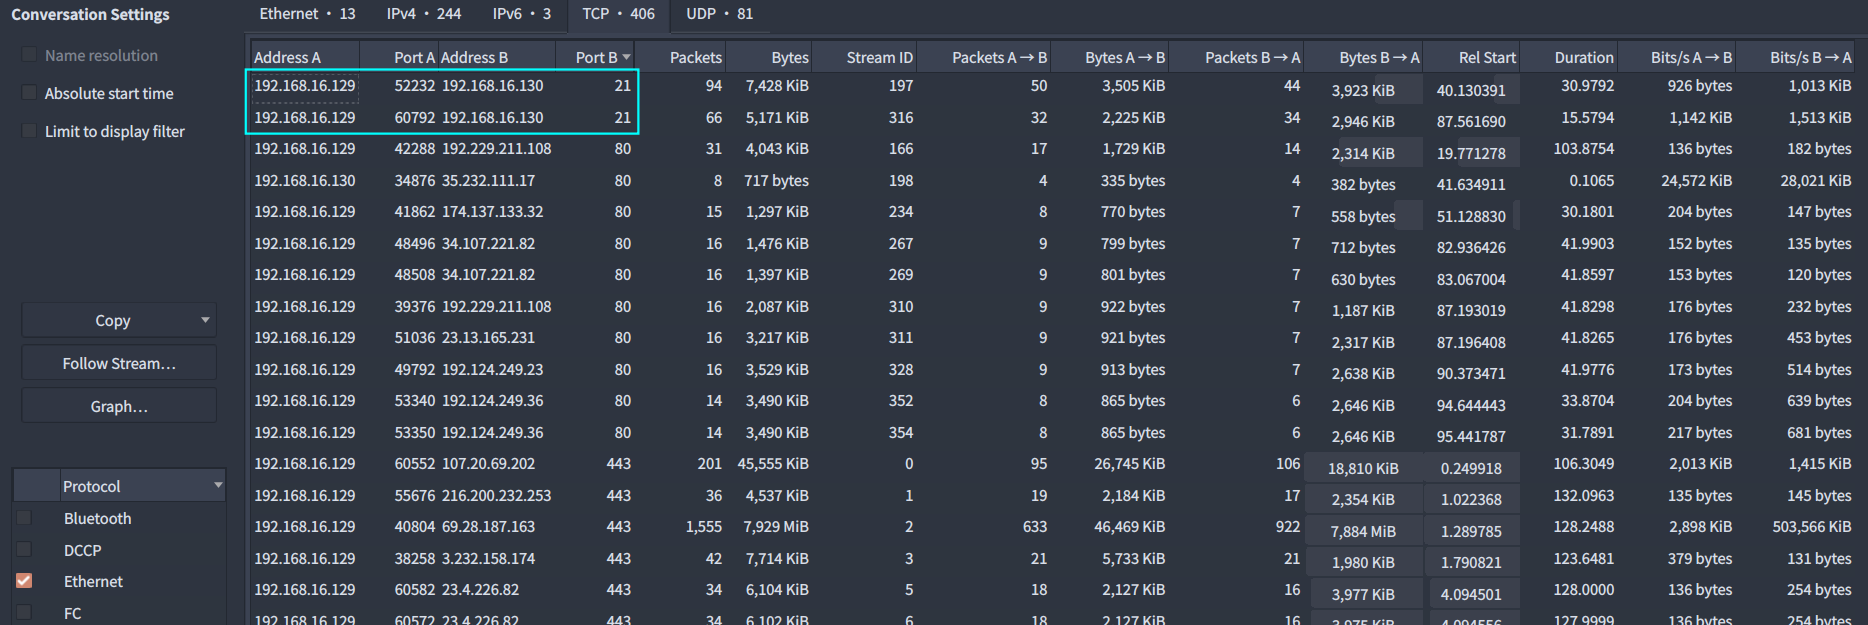 Conversation Settings
Ethernet · 13 IPv4 · 244 IPv6 · 3 TCP · 406 UDP · 81
Name resolution
Absolute start time
Limit to display filter
Copy
Follow Stream…
Graph…
Protocol
Bluetooth
DCCP
Ethernet
FC
Address A Port A Address B Port B Packets Bytes Stream ID Packets A → B Bytes A → B Packets B → A Bytes B → A Rel Start Duration Bits/s A → B Bits/s B → A
192.168.16.129 52232 192.168.16.130 21 94 7,428 KiB 197 50 3,505 KiB 44 3,923 KiB 40.130391 30.9792 926 bytes 1,013 KiB
192.168.16.129 60792 192.168.16.130 21 66 5,171 KiB 316 32 2,225 KiB 34 2,946 KiB 87.561690 15.5794 1,142 KiB 1,513 KiB
192.168.16.129 42288 192.229.211.108 80 31 4,043 KiB 166 17 1,729 KiB 14 2,314 KiB 19.771278 103.8754 136 bytes 182 bytes
192.168.16.130 34876 35.232.111.17 80 8 717 bytes 198 4 335 bytes 4 382 bytes 41.634911 0.1065 24,572 KiB 28,021 KiB
192.168.16.129 41862 174.137.133.32 80 15 1,297 KiB 234 8 770 bytes 7 558 bytes 51.128830 30.1801 204 bytes 147 bytes
192.168.16.129 48496 34.107.221.82 80 16 1,476 KiB 267 9 799 bytes 7 712 bytes 82.936426 41.9903 152 bytes 135 bytes
192.168.16.129 48508 34.107.221.82 80 16 1,397 KiB 269 9 801 bytes 7 630 bytes 83.067004 41.8597 153 bytes 120 bytes
192.168.16.129 39376 192.229.211.108 80 16 2,087 KiB 310 9 922 bytes 7 1,187 KiB 87.193019 41.8298 176 bytes 232 bytes
192.168.16.129 51036 23.13.165.231 80 16 3,217 KiB 311 9 921 bytes 7 2,317 KiB 87.196408 41.8265 176 bytes 453 bytes
192.168.16.129 49792 192.124.249.23 80 16 3,529 KiB 328 9 913 bytes 7 2,638 KiB 90.373471 41.9776 173 bytes 514 bytes
192.168.16.129 53340 192.124.249.36 80 14 3,490 KiB 352 8 865 bytes 6 2,646 KiB 94.644443 33.8704 204 bytes 639 bytes
192.168.16.129 53350 192.124.249.36 80 14 3,490 KiB 354 8 865 bytes 6 2,646 KiB 95.441787 31.7891 217 bytes 681 bytes
192.168.16.129 60552 107.20.69.202 443 201 45,555 KiB 0 95 26,745 KiB 106 18,810 KiB 0.249918 106.3049 2,013 KiB 1,415 KiB
192.168.16.129 55676 216.200.232.253 443 36 4,537 KiB 1 19 2,184 KiB 17 2,354 KiB 1.022368 132.0963 135 bytes 145 bytes
192.168.16.129 40804 69.28.187.163 443 1,555 7,929 MiB 2 633 46,469 KiB 922 7,884 MiB 1.289785 128.2488 2,898 KiB 503,566 KiB
192.168.16.129 38258 3.232.158.174 443 42 7,714 KiB 3 21 5,733 KiB 21 1,980 KiB 1.790821 123.6481 379 bytes 131 bytes
192.168.16.129 60582 23.4.226.82 443 34 6,104 KiB 5 18 2,127 KiB 16 3,977 KiB 4.094501 128.0000 136 bytes 254 bytes
192.168.16.129 60572 23.4.226.82 443 34 6,102 KiB 6 18 2,127 KiB 16 3,975 KiB 4.094556 127.9999 136 bytes 254 bytes